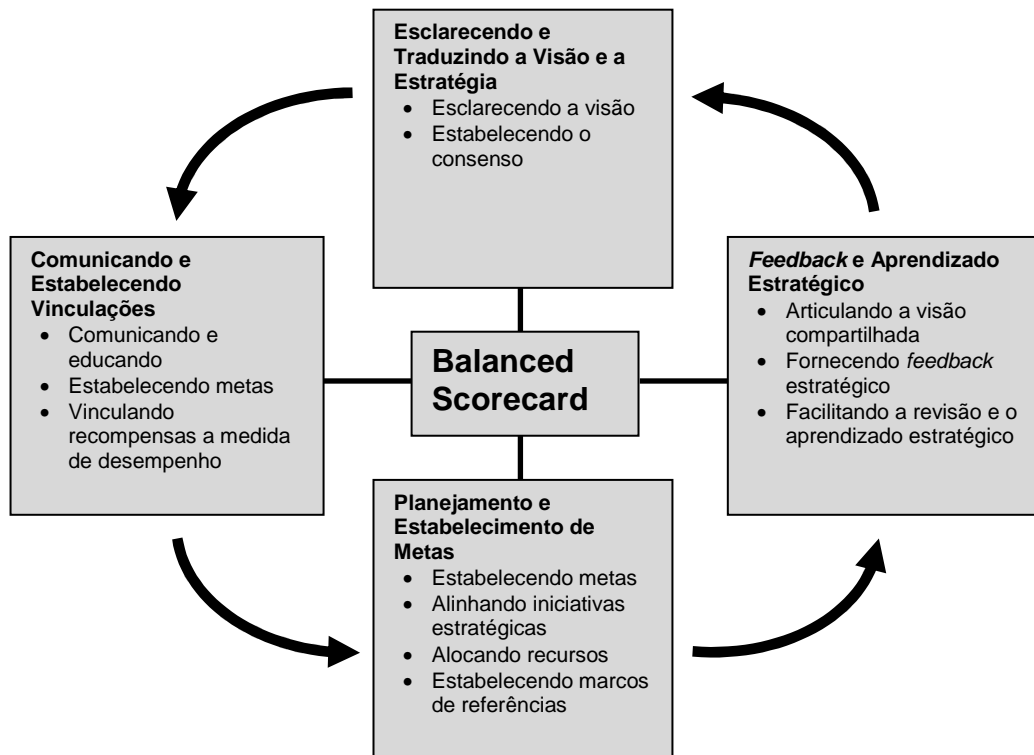 Esclarecendo e
Traduzindo a Visão e a
Estratégia
• Esclarecendo a visão
• Estabelecendo o
consenso
Comunicando e
Estabelecendo
Vinculações
• Comunicando e
educando
• Estabelecendo metas
• Vinculando
recompensas a medida
de desempenho
Balanced
Scorecard
Feedback e Aprendizado
Estratégico
• Articulando a visão
compartilhada
• Fornecendo feedback
estratégico
• Facilitando a revisão e o
aprendizado estratégico
Planejamento e
Estabelecimento de
Metas
• Estabelecendo metas
• Alinhando iniciativas
estratégicas
• Alocando recursos
• Estabelecendo marcos
de referências